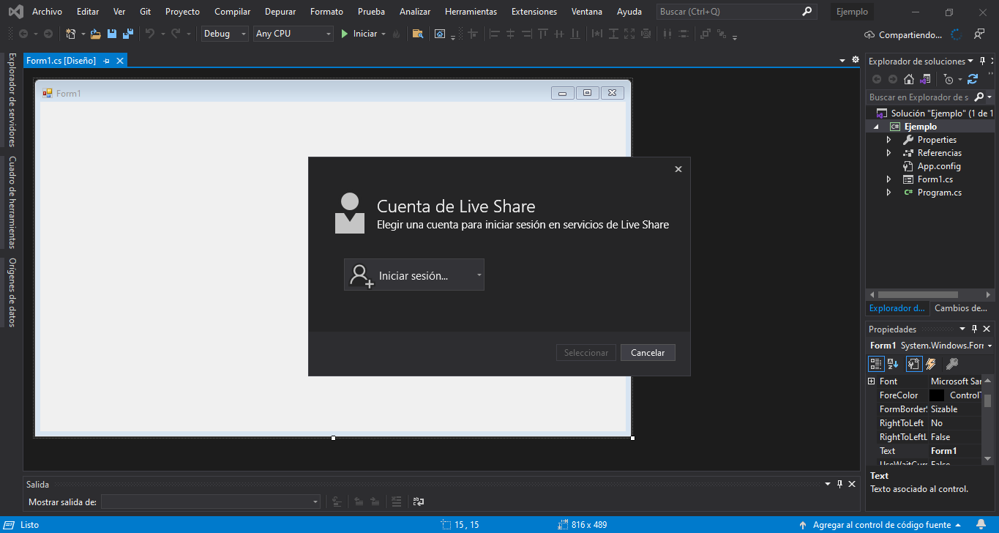 Archivo Editar Ver Git Proyecto Compilar Depurar Formato Prueba Analizar Herramientas Extensiones Ventana Ayuda Buscar (Ctrl+Q) Ejemplo
Debug Any CPU Iniciar Compartiendo...
Explorador de servidores
Cuadro de herramientas
Orígenes de datos
Form1.cs [Diseño]
Form1
Cuenta de Live Share
Elegir una cuenta para iniciar sesión en servicios de Live Share
Iniciar sesión...
Seleccionar Cancelar
Explorador de soluciones
Buscar en Explorador de s
Solución "Ejemplo" (1 de 1
C# Ejemplo
Properties
Referencias
App.config
Form1.cs
C# Program.cs
Explorador d... Cambios de...
Propiedades
Form1 System.Windows.Forr
Font Microsoft Sar
ForeColor ControlT
FormBorder: Sizable
RightToLeft No
RightToLeftL False
Text Form1
UseWaitCur False
Text
Texto asociado al control.
Salida
Mostrar salida de:
Listo 15 , 15 816 x 489 Agregar al control de código fuente